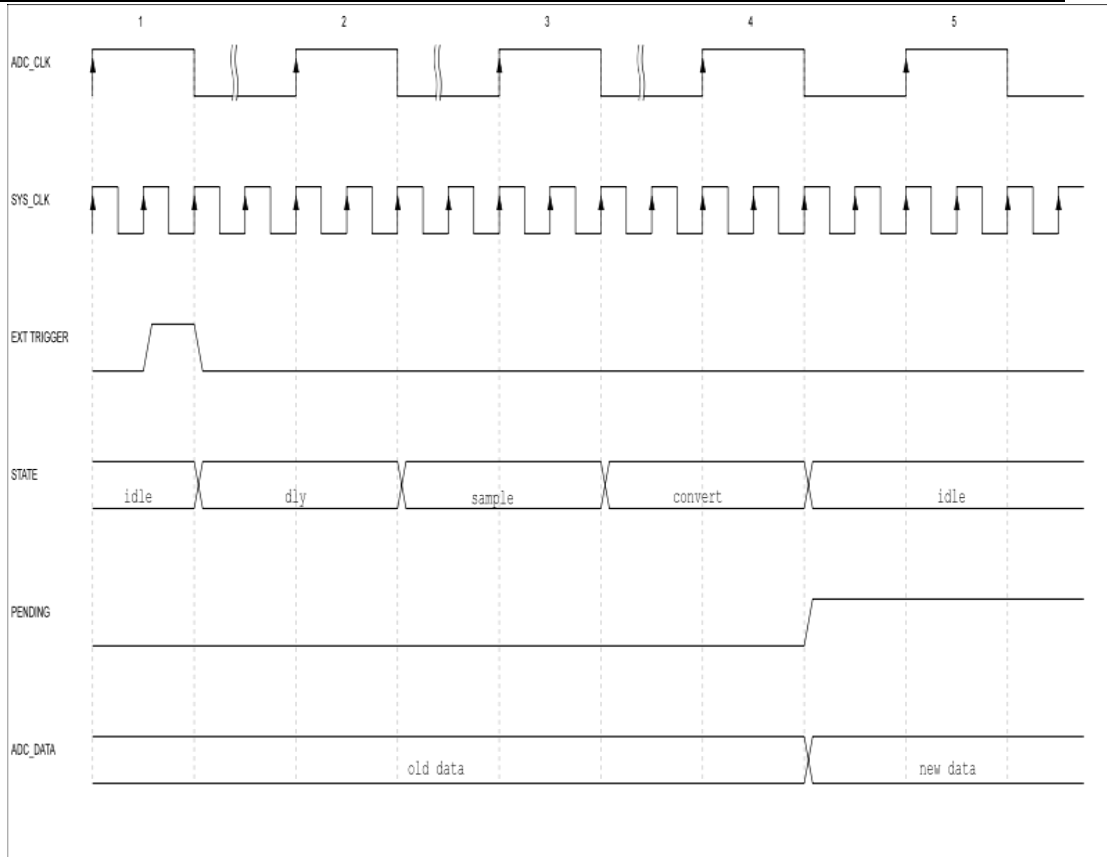 1 2 3 4 5
ADC_CLK
SYS_CLK
EXT TRIGGER
STATE
idle dly sample convert idle
PENDING
ADC_DATA
old data new data